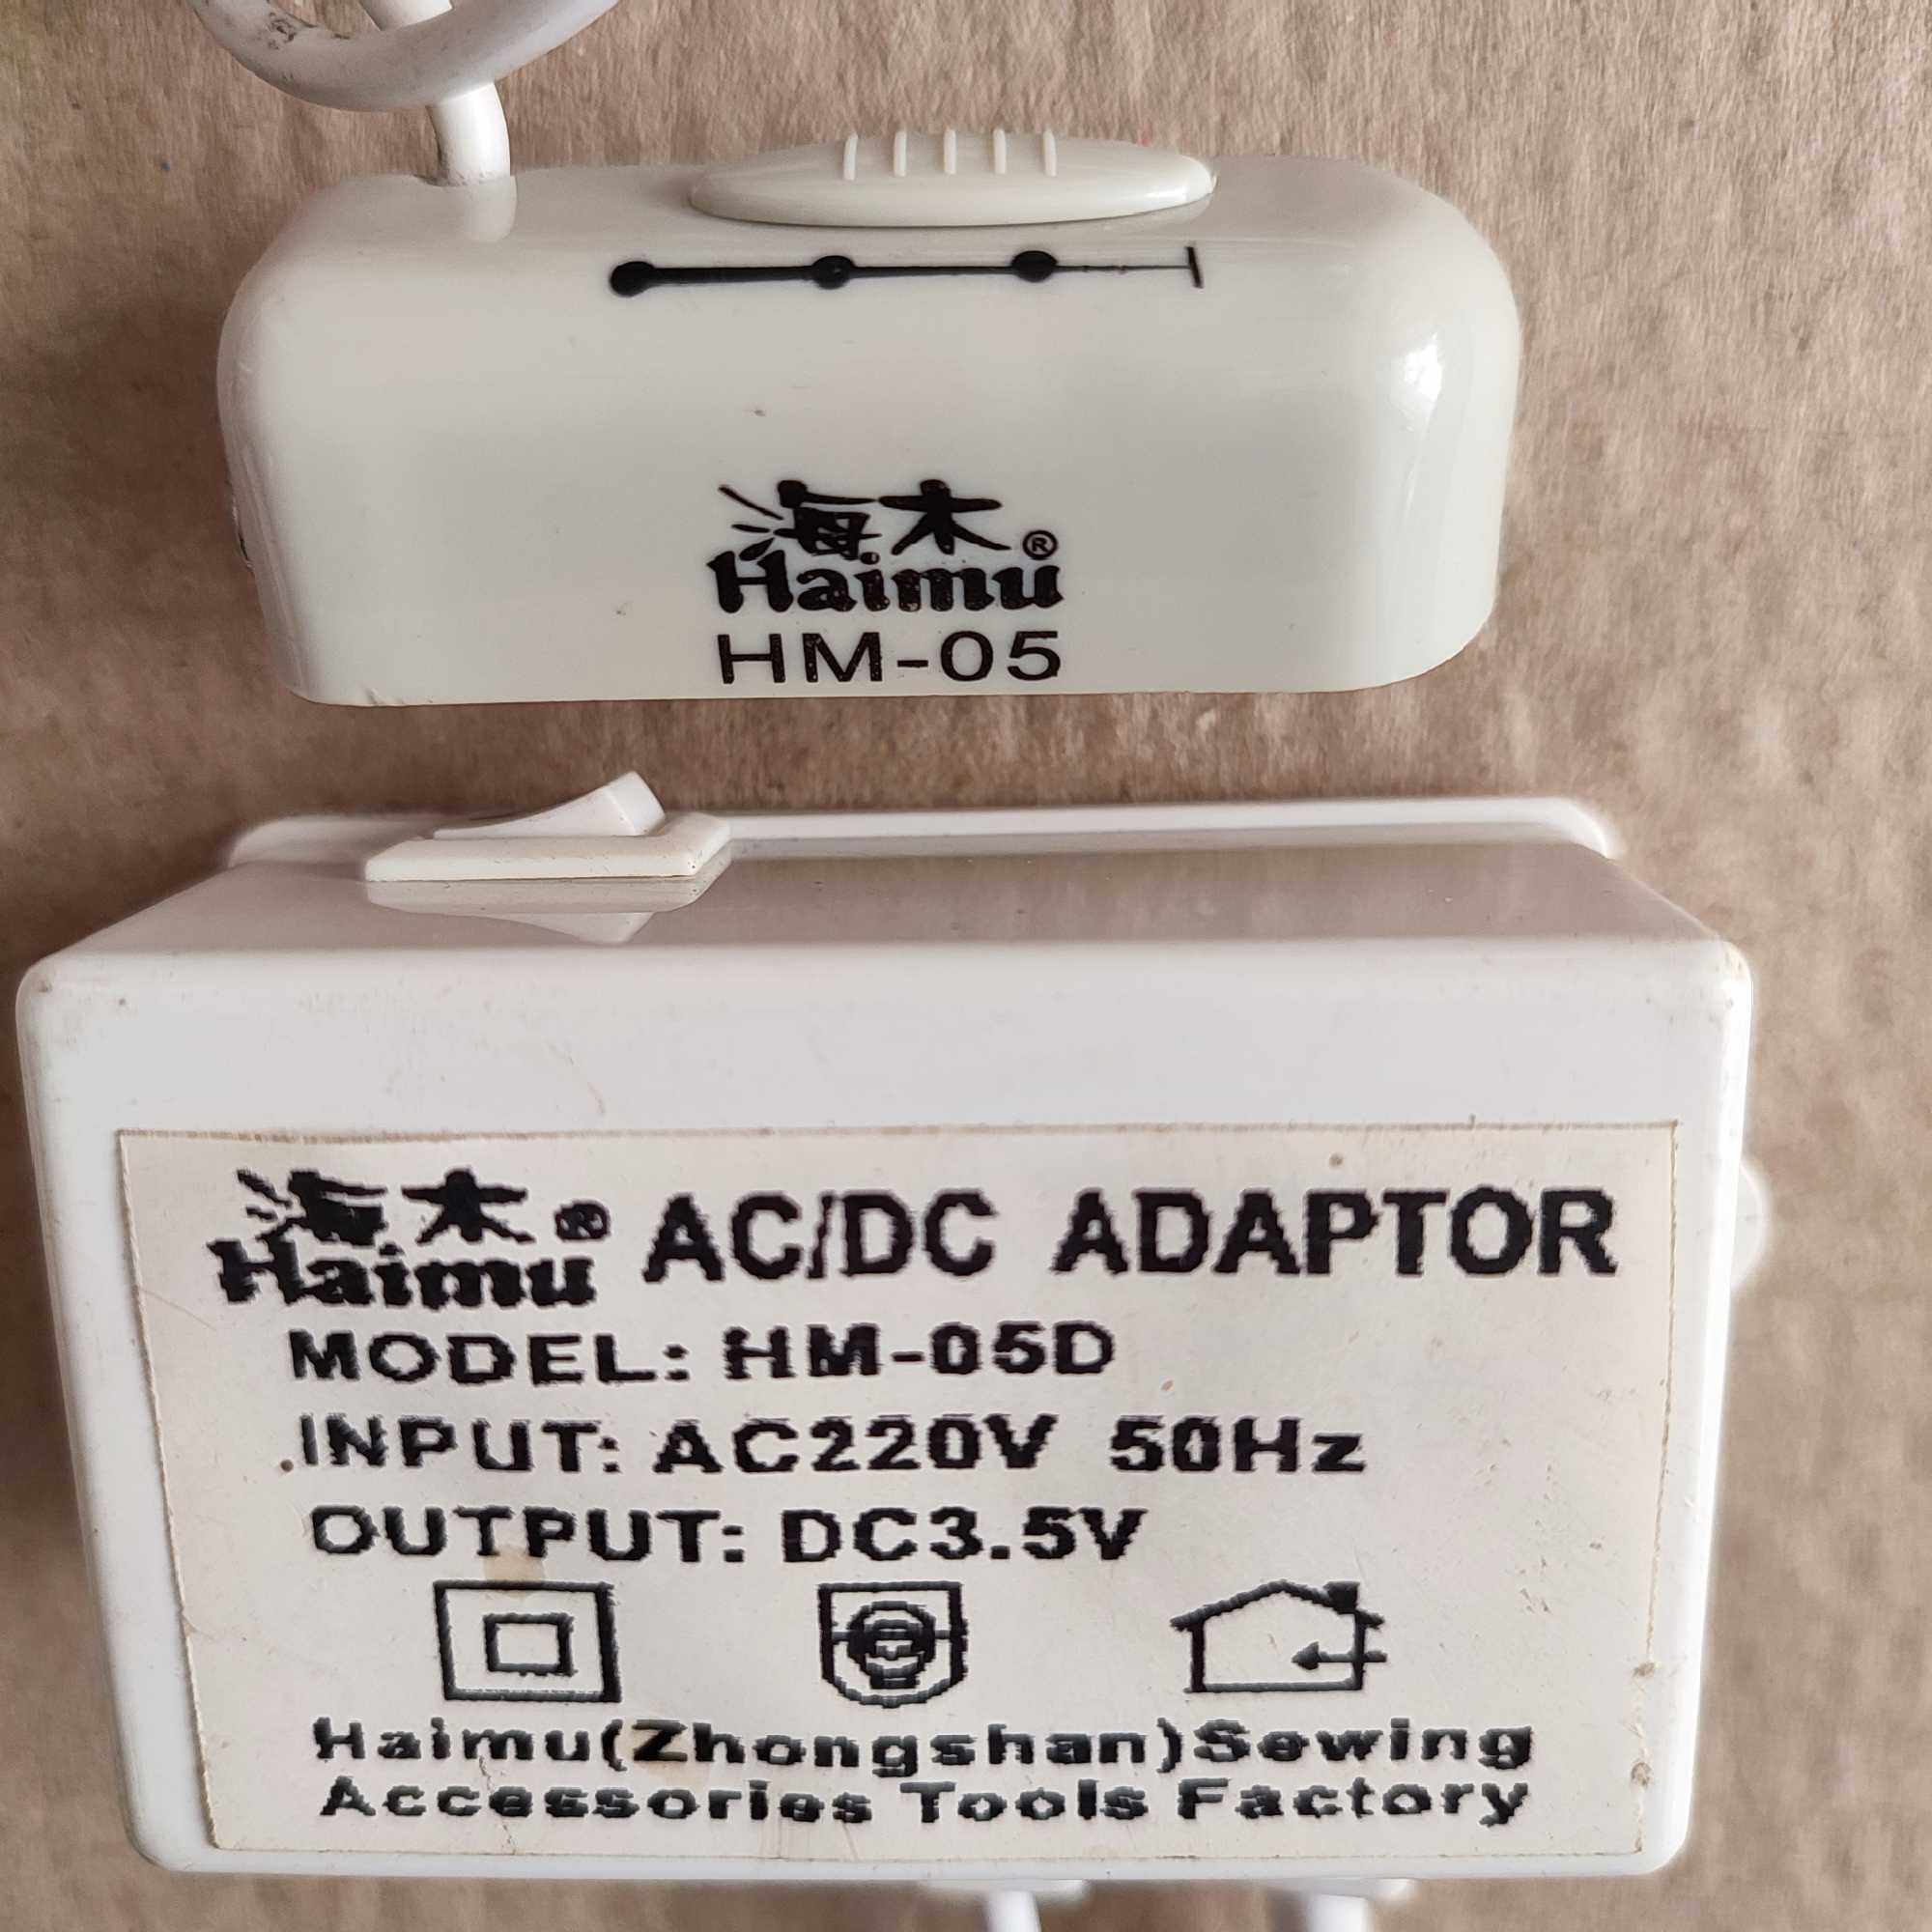 海木®
Haimu
HM-05
海木®
Haimu AC/DC ADAPTOR
MODEL: HM-05D
INPUT: AC220V 50Hz
OUTPUT: DC3.5V
Haimu(Zhongshan)Sewing
Accessories Tools Factory